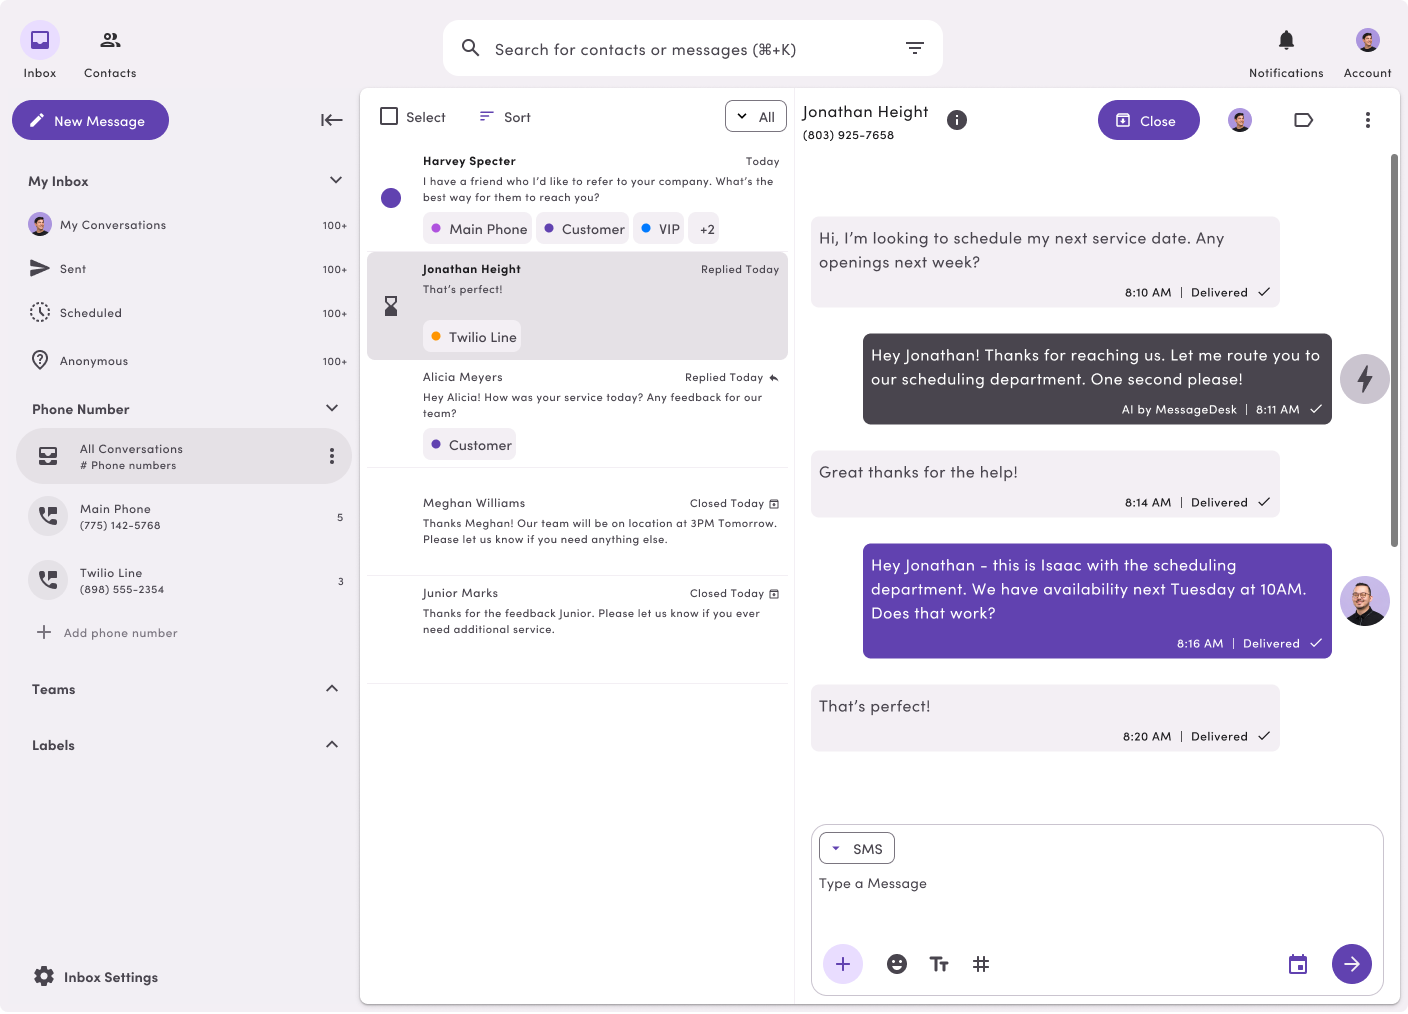 Inbox
Contacts
Search for contacts or messages (⌘+K)
Notifications
Account
New Message
My Inbox
My Conversations 100+
Sent 100+
Scheduled 100+
Anonymous 100+
Phone Number
All Conversations
# Phone numbers
Main Phone
(775) 142-5768
5
Twilio Line
(898) 555-2354
3
Add phone number
Teams
Labels
Inbox Settings
Select
Sort
All
Harvey Specter Today
I have a friend who I’d like to refer to your company. What’s the
best way for them to reach you?
Main Phone Customer VIP +2
Jonathan Height Replied Today
That’s perfect!
Twilio Line
Alicia Meyers Replied Today
Hey Alicia! How was your service today? Any feedback for our
team?
Customer
Meghan Williams Closed Today
Thanks Meghan! Our team will be on location at 3PM Tomorrow.
Please let us know if you need anything else.
Junior Marks Closed Today
Thanks for the feedback Junior. Please let us know if you ever
need additional service.
Jonathan Height
(803) 925-7658
Close
Hi, I’m looking to schedule my next service date. Any
openings next week?
8:10 AM | Delivered
Hey Jonathan! Thanks for reaching us. Let me route you to
our scheduling department. One second please!
AI by MessageDesk | 8:11 AM
Great thanks for the help!
8:14 AM | Delivered
Hey Jonathan - this is Isaac with the scheduling
department. We have availability next Tuesday at 10AM.
Does that work?
8:16 AM | Delivered
That’s perfect!
8:20 AM | Delivered
SMS
Type a Message